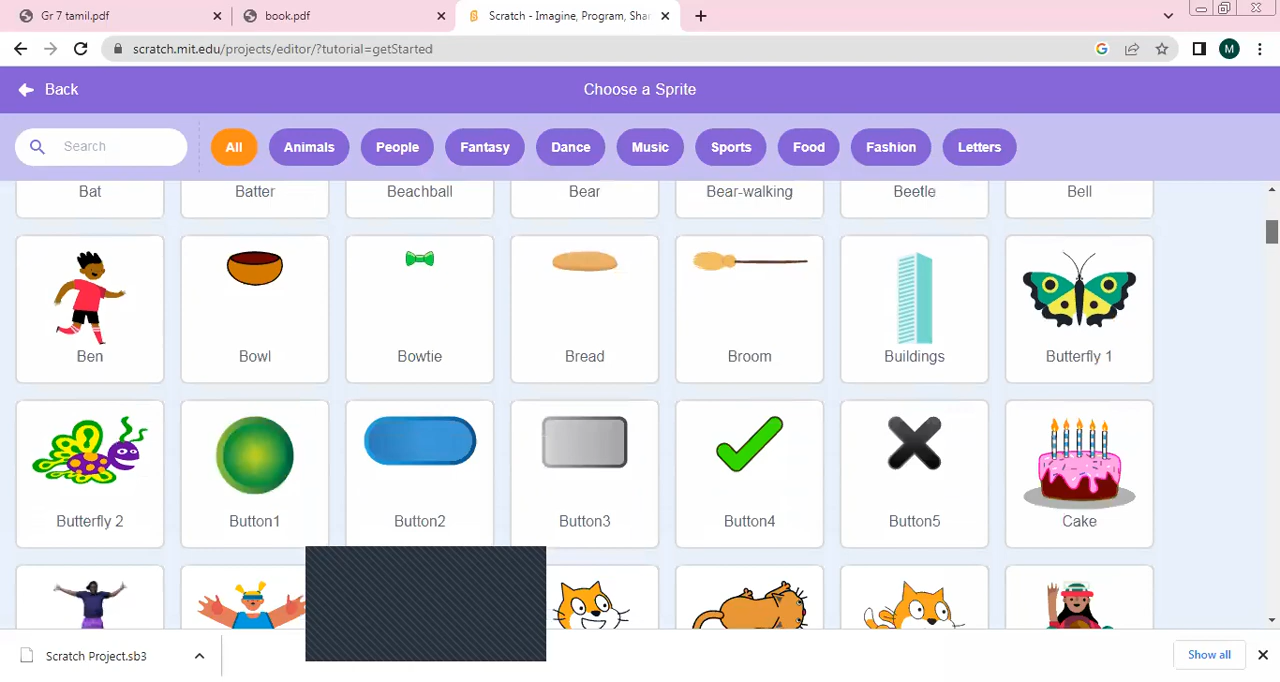 Gr 7 tamil.pdf
book.pdf
Scratch - Imagine, Program, Shar
scratch.mit.edu/projects/editor/?tutorial=getStarted
G
M
Back
Choose a Sprite
Search
All
Animals
People
Fantasy
Dance
Music
Sports
Food
Fashion
Letters
Bat
Batter
Beachball
Bear
Bear-walking
Beetle
Bell
Ben
Bowl
Bowtie
Bread
Broom
Buildings
Butterfly 1
Butterfly 2
Button1
Button2
Button3
Button4
Button5
Cake
Scratch Project.sb3
Show all